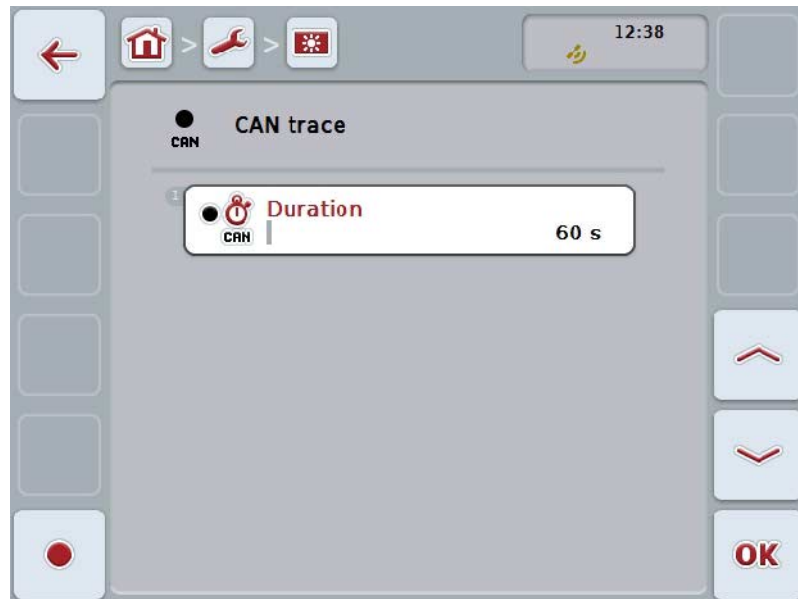 > >
12:38
CAN CAN trace
1
Duration
CAN
60 s
OK